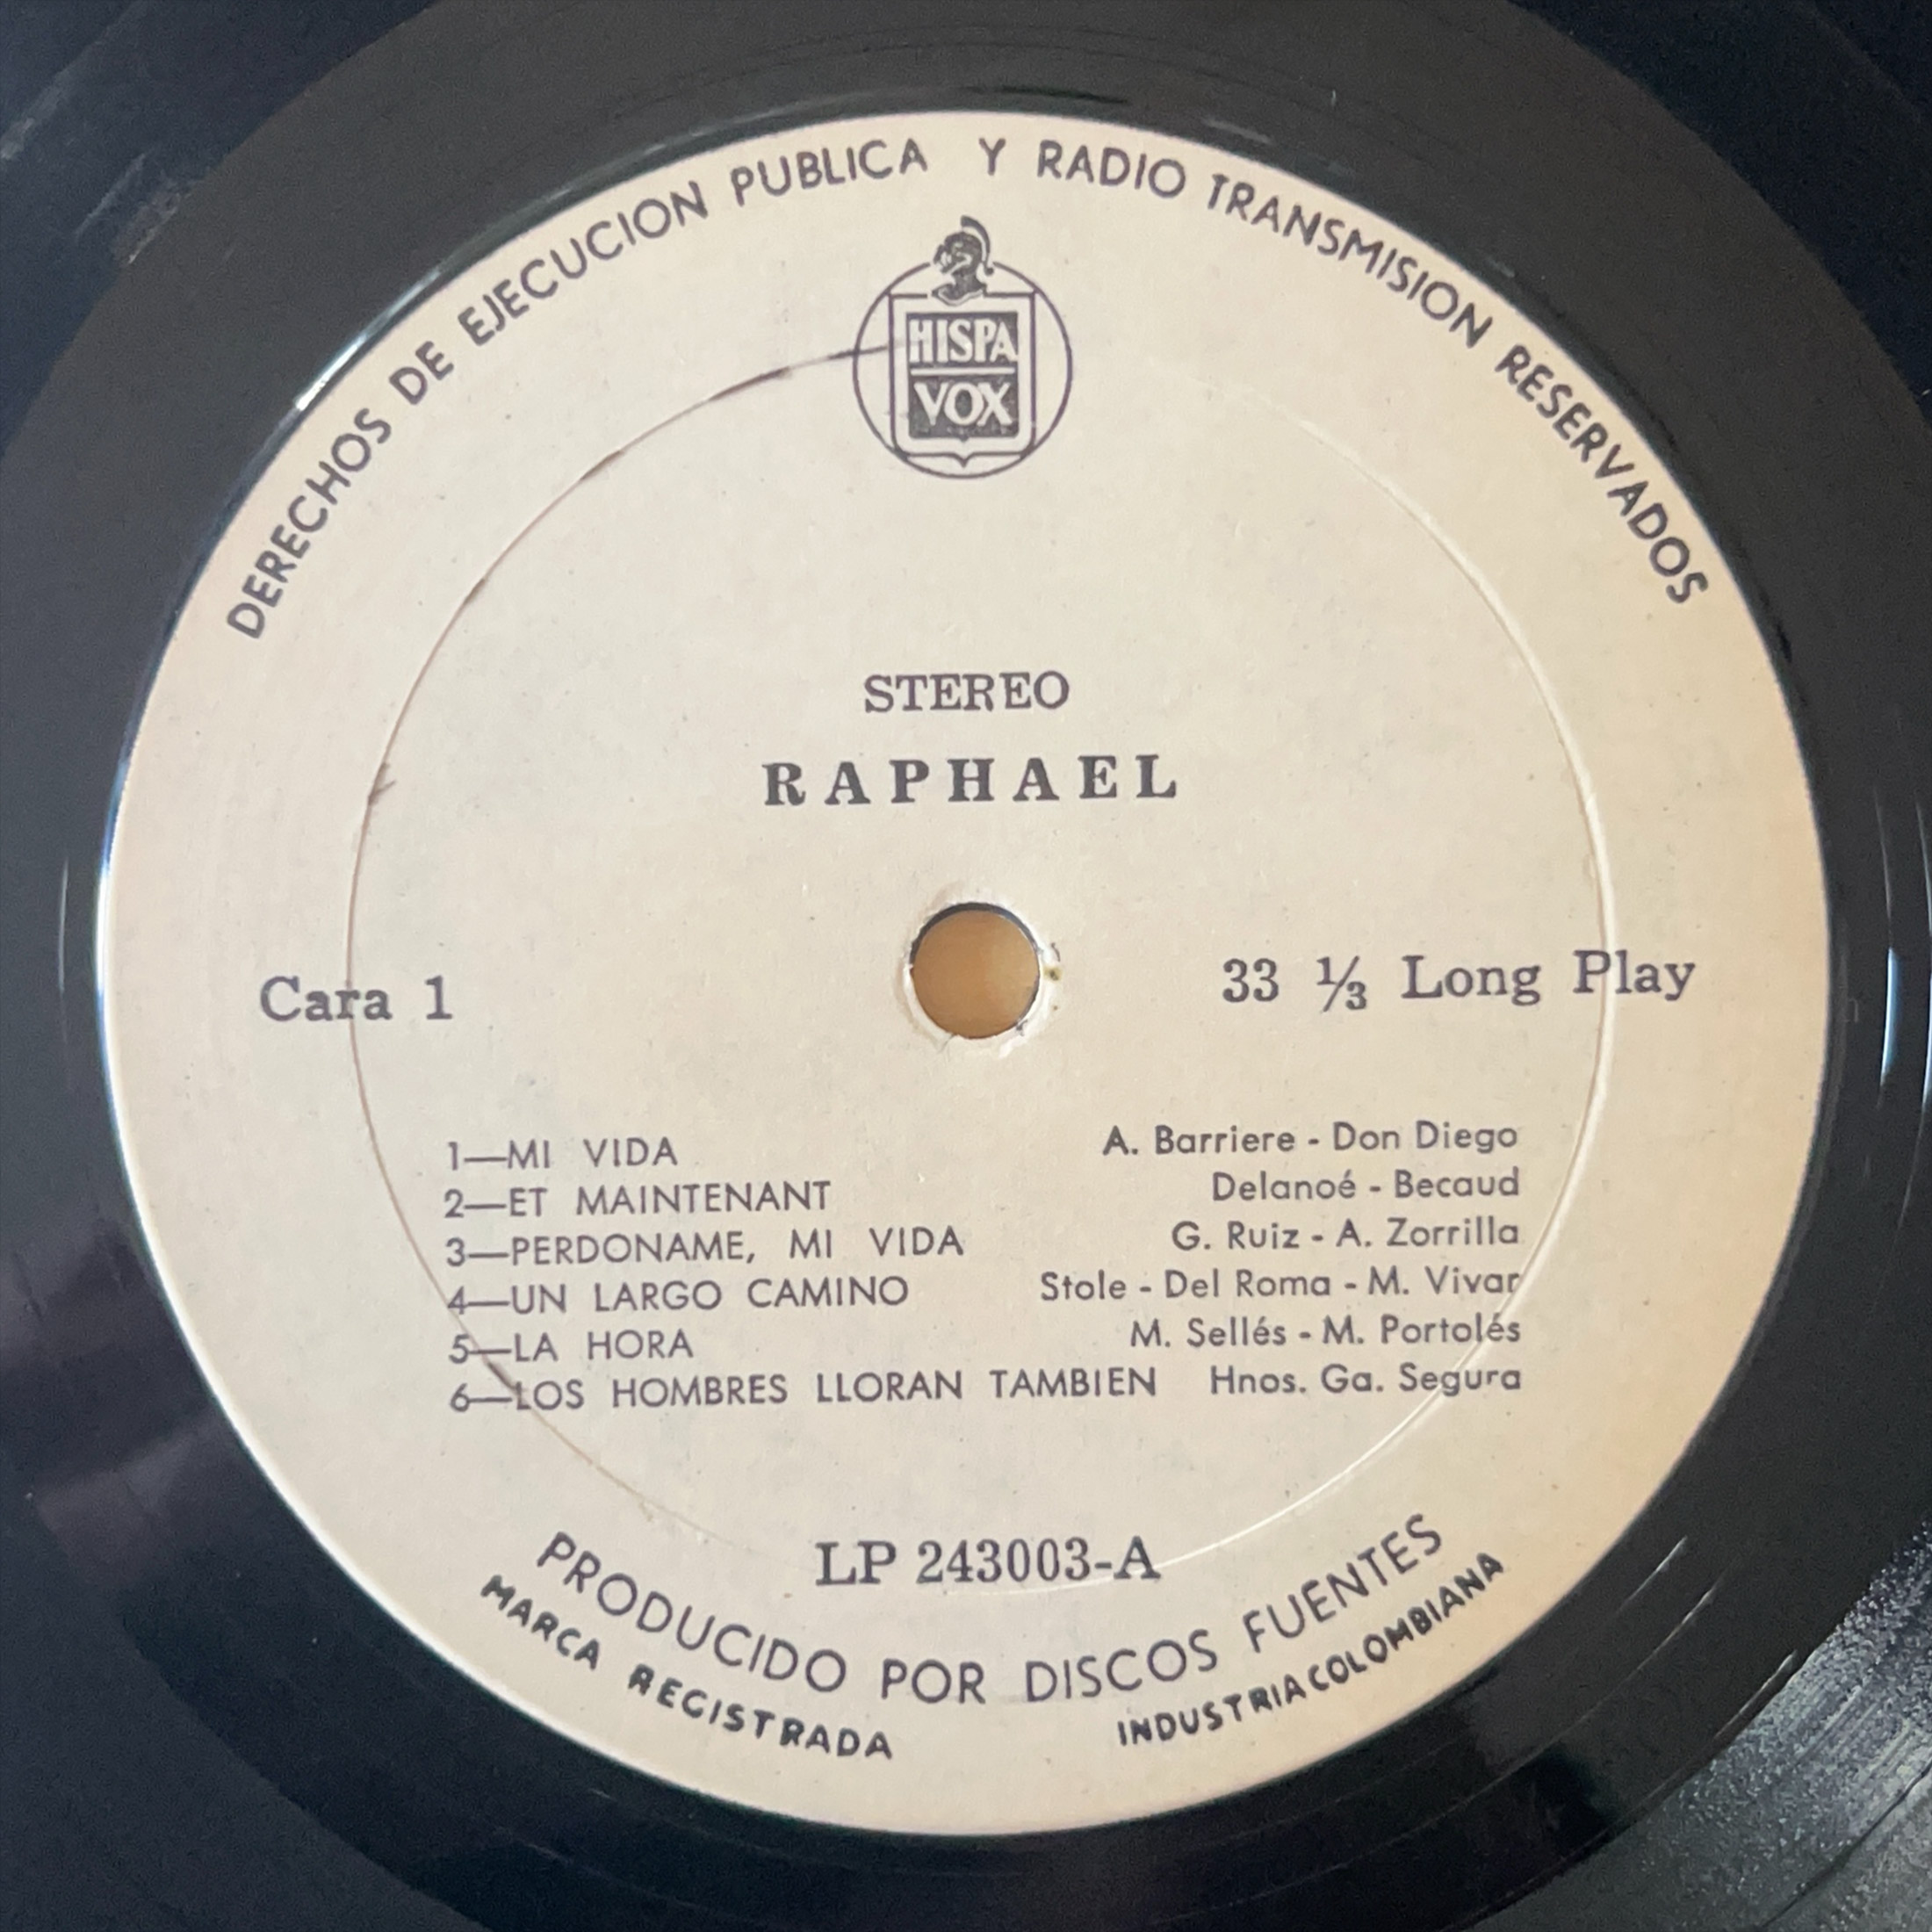 DERECHOS DE EJECUCION PUBLICA Y RADIO TRANSMISION RESERVADOS
HISPA
VOX
STEREO
RAPHAEL
Cara 1
33 ⅓ Long Play
1—MI VIDA A. Barriere - Don Diego
2—ET MAINTENANT Delanoé - Becaud
3—PERDONAME, MI VIDA G. Ruiz - A. Zorrilla
4—UN LARGO CAMINO Stole - Del Roma - M. Vivar
5—LA HORA M. Sellés - M. Portolés
6—LOS HOMBRES LLORAN TAMBIEN Hnos. Ga. Segura
LP 243003-A
PRODUCIDO POR DISCOS FUENTES
MARCA REGISTRADA
INDUSTRIA COLOMBIANA